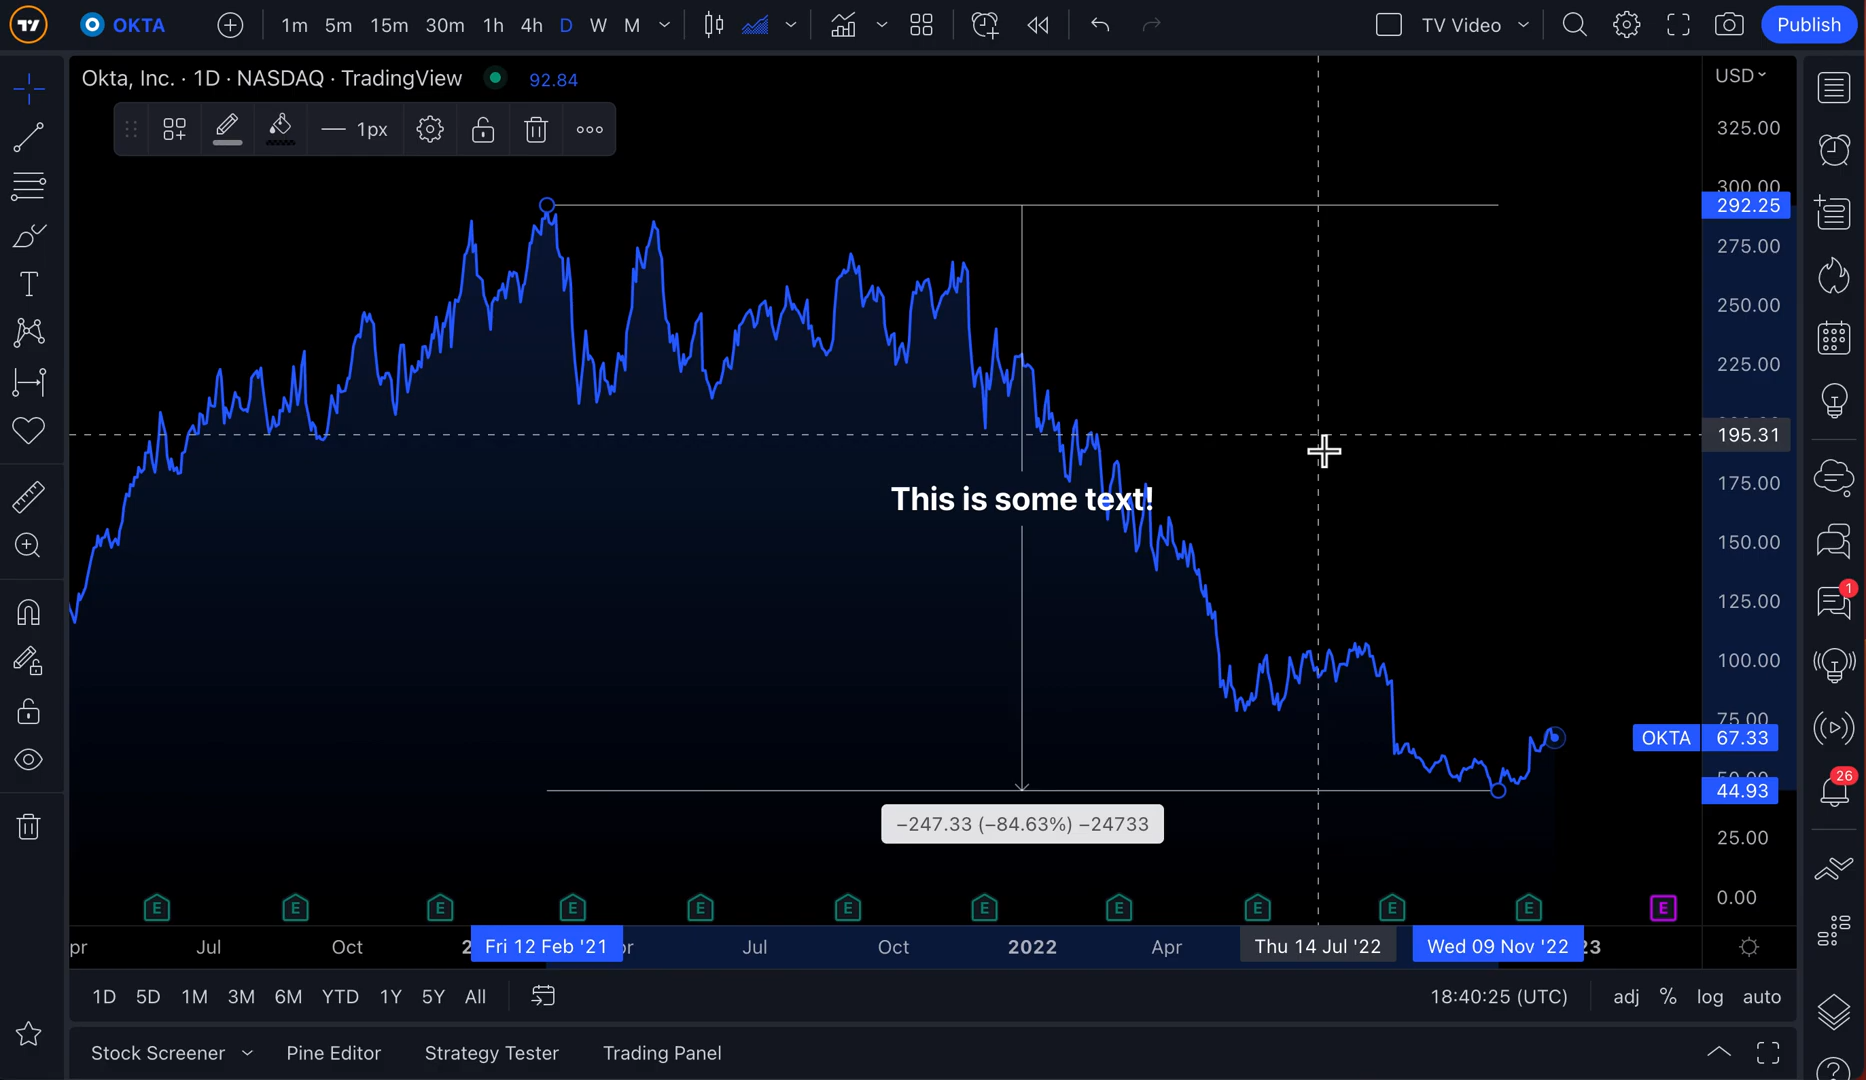 OKTA 1m 5m 15m 30m 1h 4h D W M TV Video Publish
Okta, Inc. · 1D · NASDAQ · TradingView 92.84
USD
1px
325.00
300.00
292.25
275.00
250.00
225.00
195.31
This is some text!
175.00
150.00
125.00
1
100.00
75.00
OKTA 67.33
26
44.93
−247.33 (−84.63%) −24733
25.00
0.00
E E E E E E E E E E E E
pr Jul Oct 2 Fri 12 Feb '21 r Jul Oct 2022 Apr Thu 14 Jul '22 Wed 09 Nov '22 23
1D 5D 1M 3M 6M YTD 1Y 5Y All 18:40:25 (UTC) adj % log auto
Stock Screener Pine Editor Strategy Tester Trading Panel